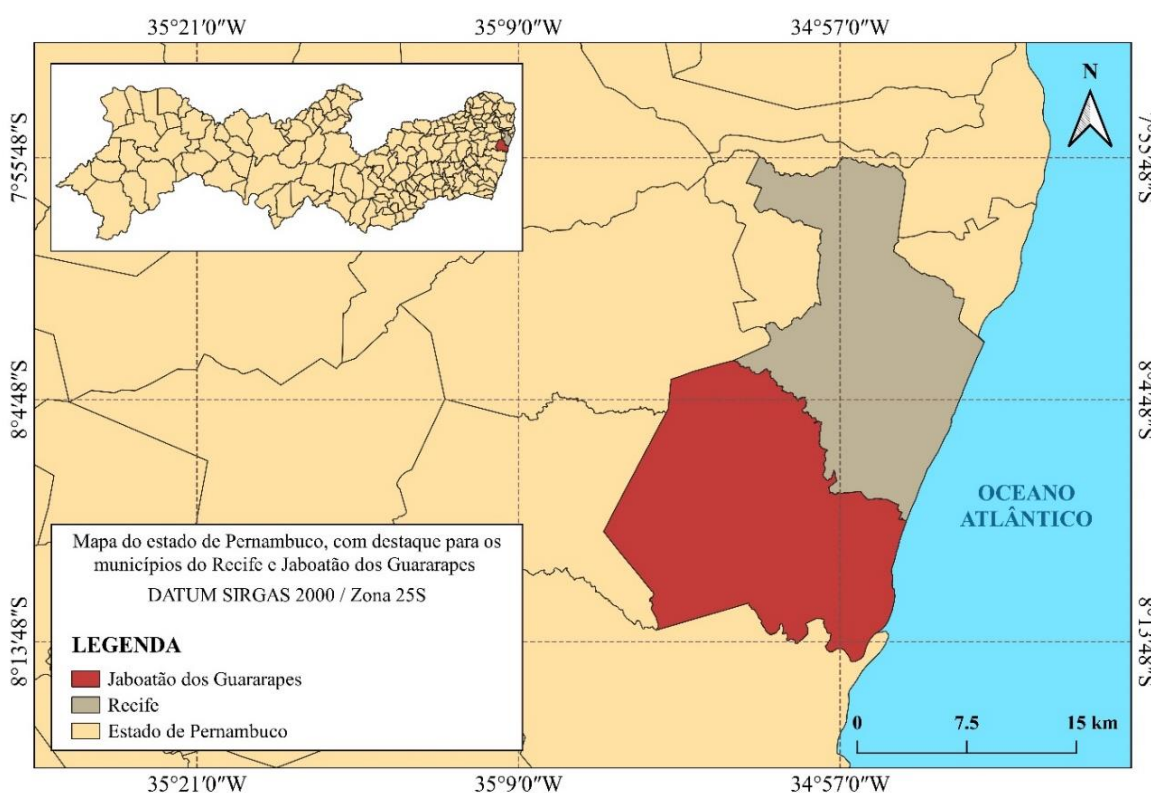 35°21'0"W 35°9'0"W 34°57'0"W
N
7°55'48"S 7°55'48"S
8°4'48"S 8°4'48"S
OCEANO
ATLÂNTICO
Mapa do estado de Pernambuco, com destaque para os
municípios do Recife e Jaboatão dos Guararapes
DATUM SIRGAS 2000 / Zona 25S
8°13'48"S 8°13'48"S
LEGENDA
Jaboatão dos Guararapes
Recife
Estado de Pernambuco
0 7.5 15 km
35°21'0"W 35°9'0"W 34°57'0"W